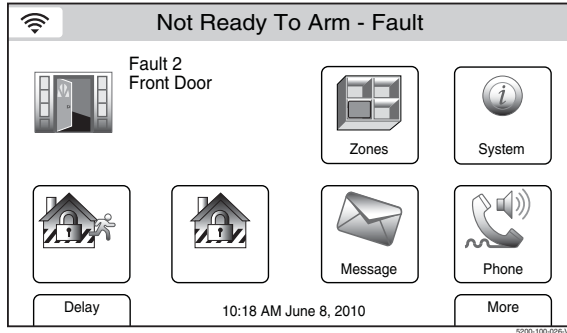 Not Ready To Arm - Fault
Fault 2
Front Door
i
Zones
System
Message
Phone
Delay
10:18 AM June 8, 2010
More